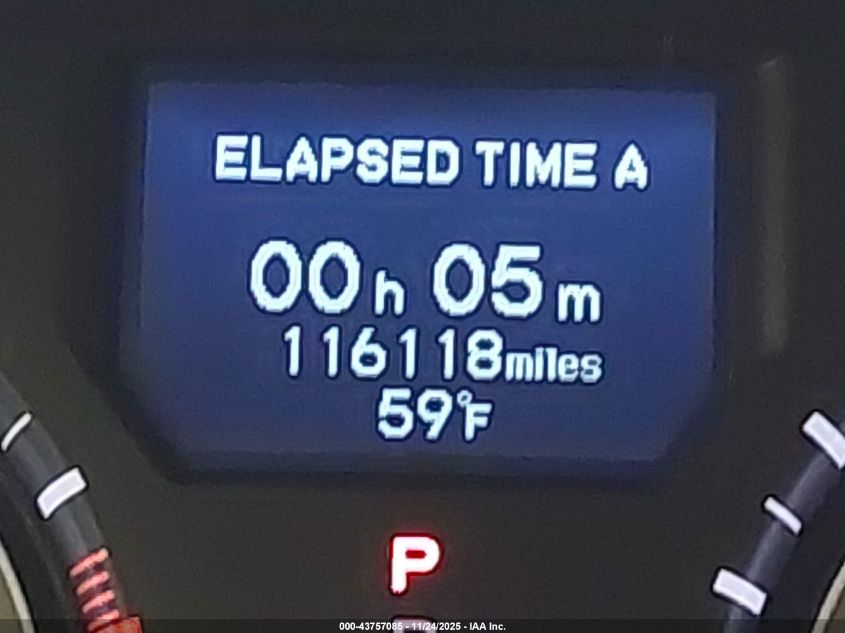 ELAPSED TIME A
00h 05m
116118miles
59°F
P
000-43757085 - 11/24/2025 - IAA Inc.